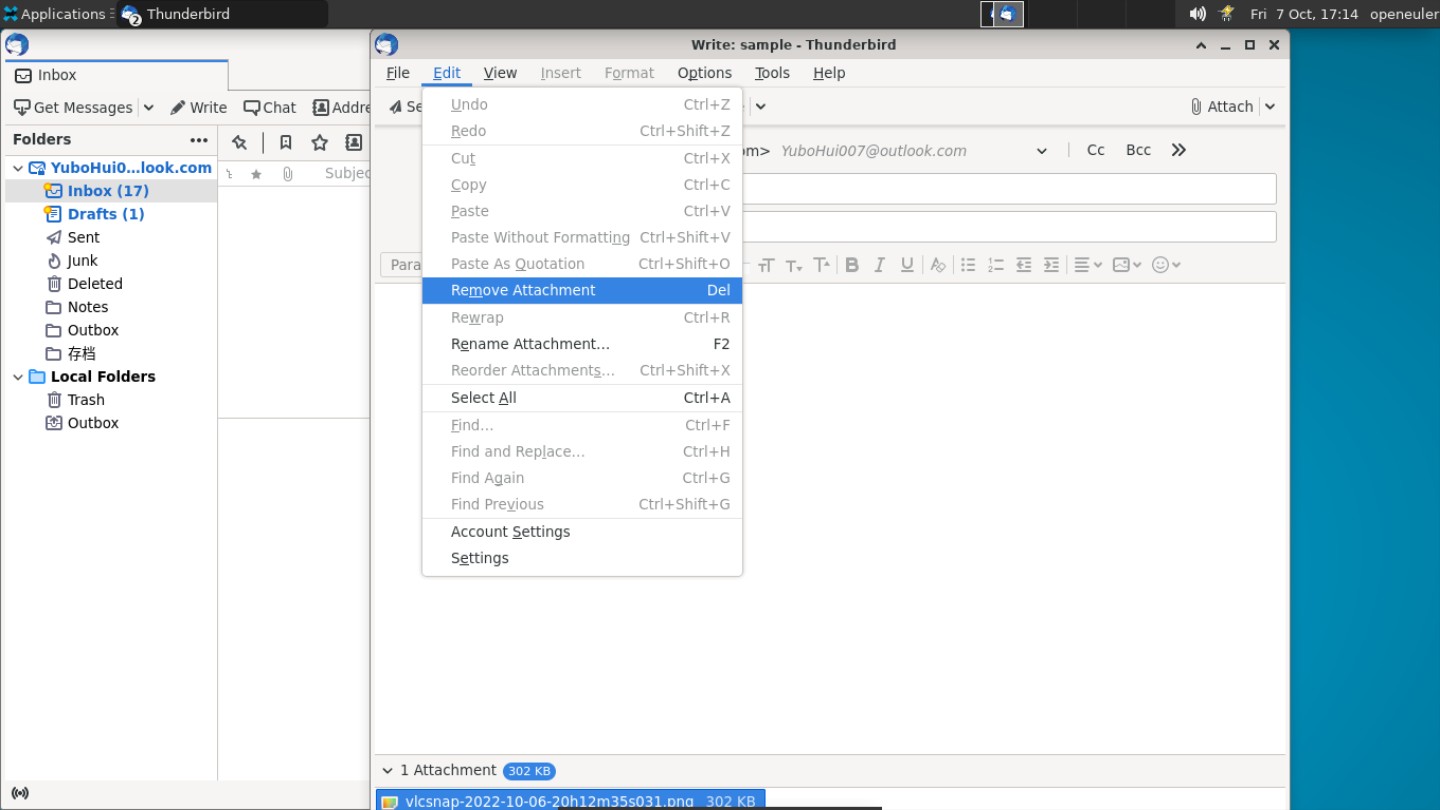 Applications
Thunderbird
2
Fri 7 Oct, 17:14
openeuler
Inbox
Get Messages
Write
Chat
Addre
Folders
YuboHui0...look.com
Inbox (17)
Drafts (1)
Sent
Junk
Deleted
Notes
Outbox
存档
Local Folders
Trash
Outbox
Subjec
Write: sample - Thunderbird
File
Edit
View
Insert
Format
Options
Tools
Help
Se
Attach
om> YuboHui007@outlook.com
Cc
Bcc
Para
Undo Ctrl+Z
Redo Ctrl+Shift+Z
Cut Ctrl+X
Copy Ctrl+C
Paste Ctrl+V
Paste Without Formatting Ctrl+Shift+V
Paste As Quotation Ctrl+Shift+O
Remove Attachment Del
Rewrap Ctrl+R
Rename Attachment... F2
Reorder Attachments... Ctrl+Shift+X
Select All Ctrl+A
Find... Ctrl+F
Find and Replace... Ctrl+H
Find Again Ctrl+G
Find Previous Ctrl+Shift+G
Account Settings
Settings
1 Attachment 302 KB
vlcsnap-2022-10-06-20h12m35s031.png 302 KB